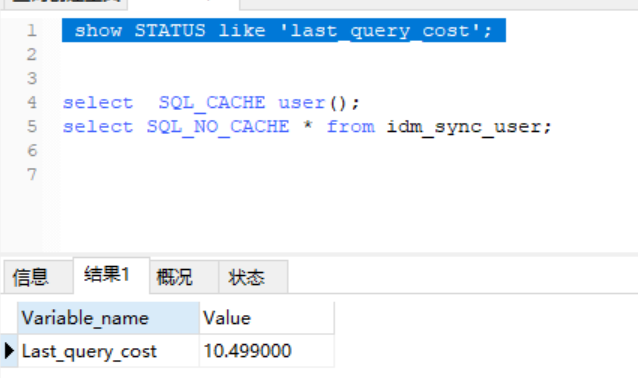 1 show STATUS like 'last_query_cost';
2
3
4 select  SQL_CACHE user();
5 select SQL_NO_CACHE * from idm_sync_user;
6
7
信息 结果1 概况 状态
Variable_name Value
Last_query_cost 10.499000